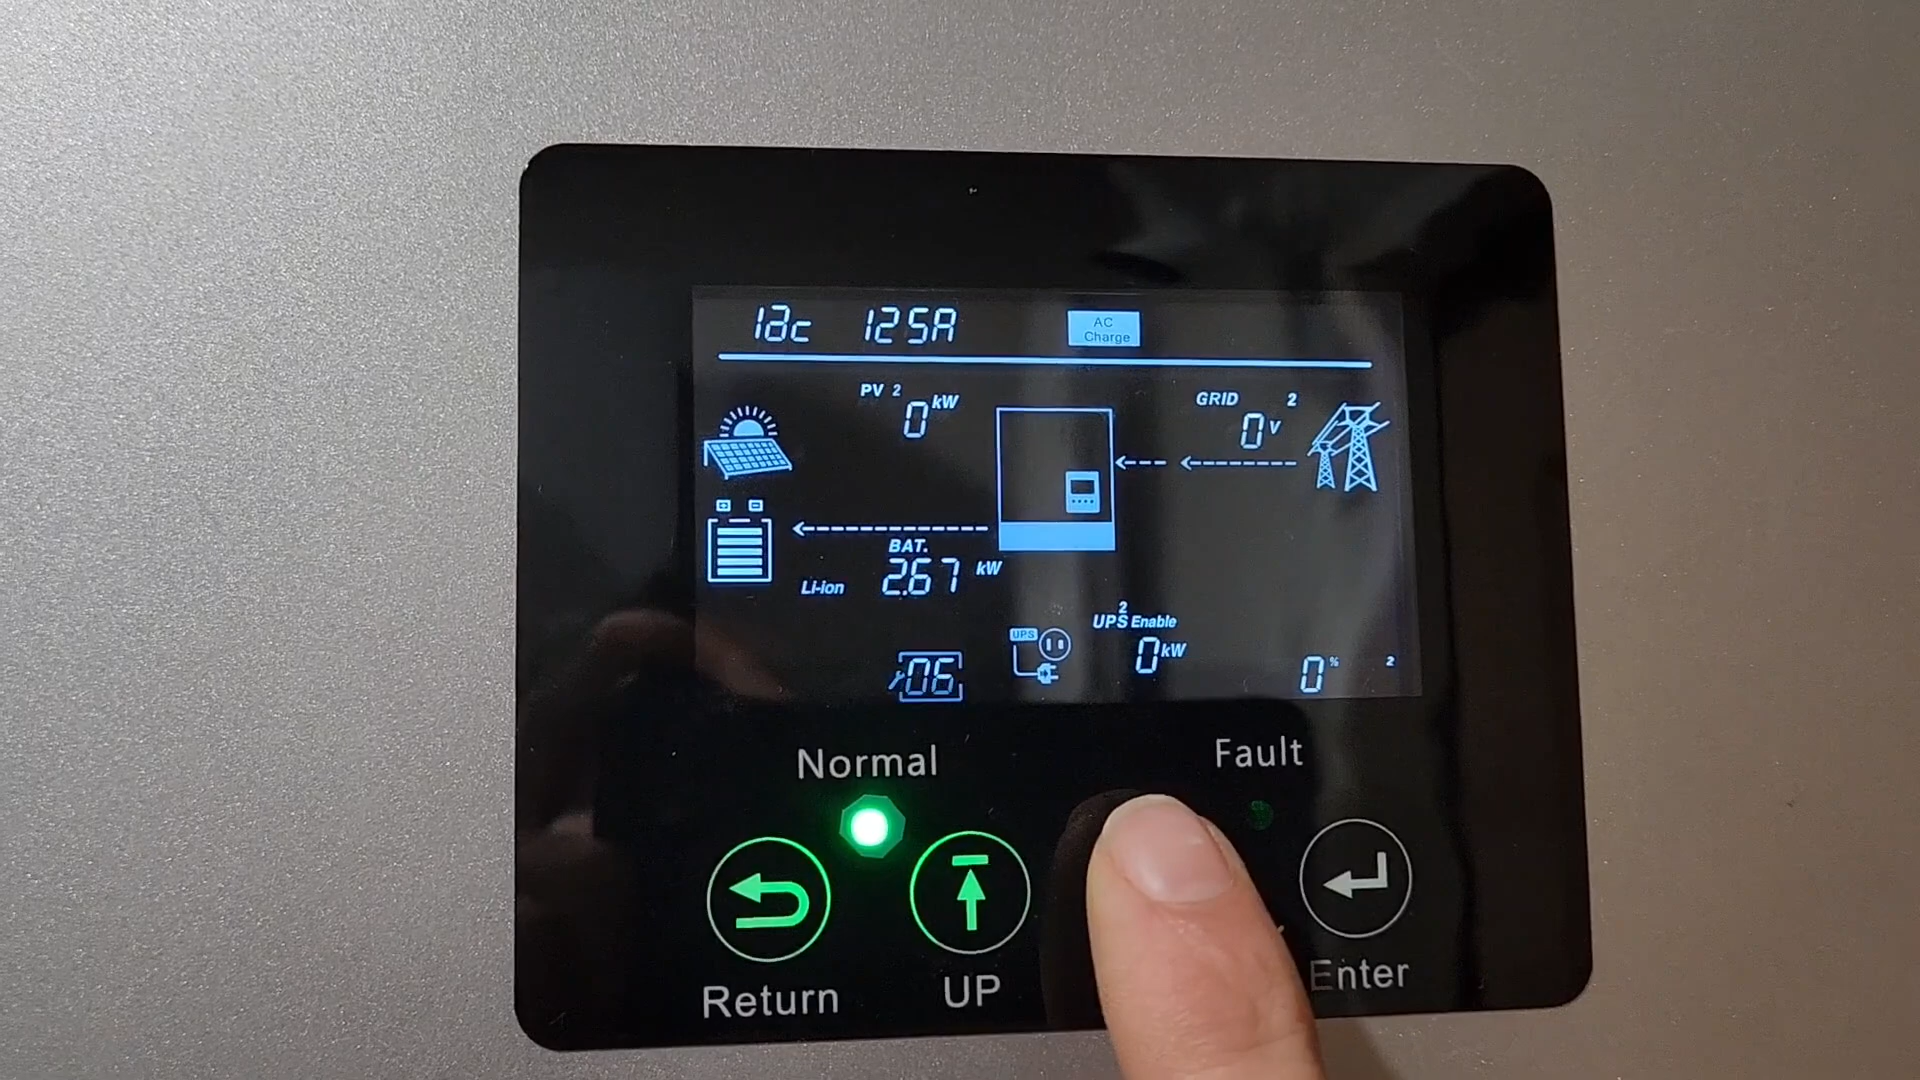 1dc 125A
AC
Charge
PV 2 0 kW
GRID 2 0 V
BAT.
Li-ion 2.67 kW
UPS
2
UPS Enable
0 kW
06
0 % 2
Normal
Fault
Return
UP
Enter